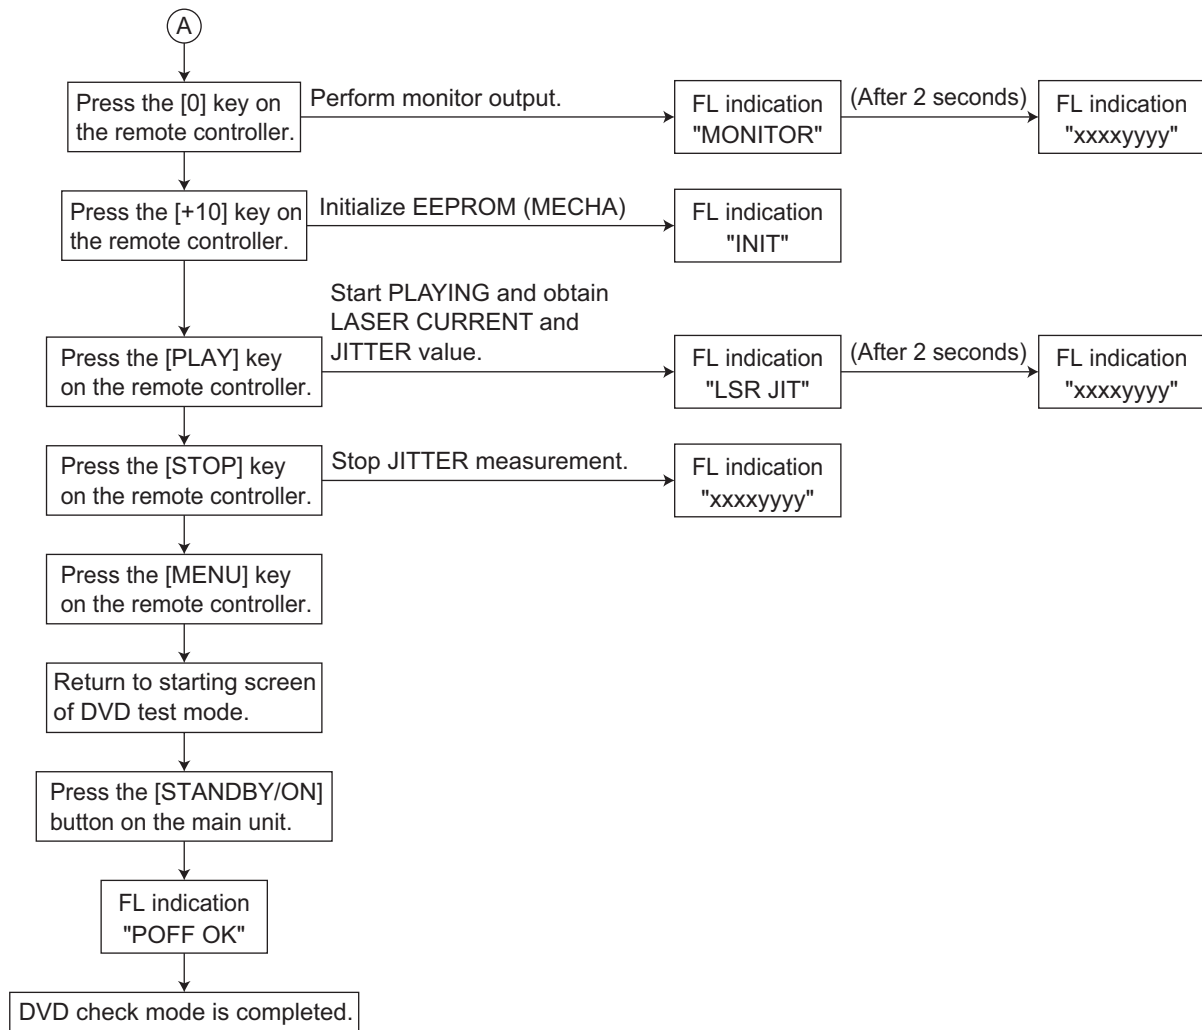 A
Press the [0] key on
the remote controller.
Perform monitor output.
FL indication
"MONITOR"
(After 2 seconds)
FL indication
"xxxxyyyy"
Press the [+10] key on
the remote controller.
Initialize EEPROM (MECHA)
FL indication
"INIT"
Start PLAYING and obtain
LASER CURRENT and
JITTER value.
Press the [PLAY] key
on the remote controller.
FL indication
"LSR JIT"
(After 2 seconds)
FL indication
"xxxxyyyy"
Press the [STOP] key
on the remote controller.
Stop JITTER measurement.
FL indication
"xxxxyyyy"
Press the [MENU] key
on the remote controller.
Return to starting screen
of DVD test mode.
Press the [STANDBY/ON]
button on the main unit.
FL indication
"POFF OK"
DVD check mode is completed.